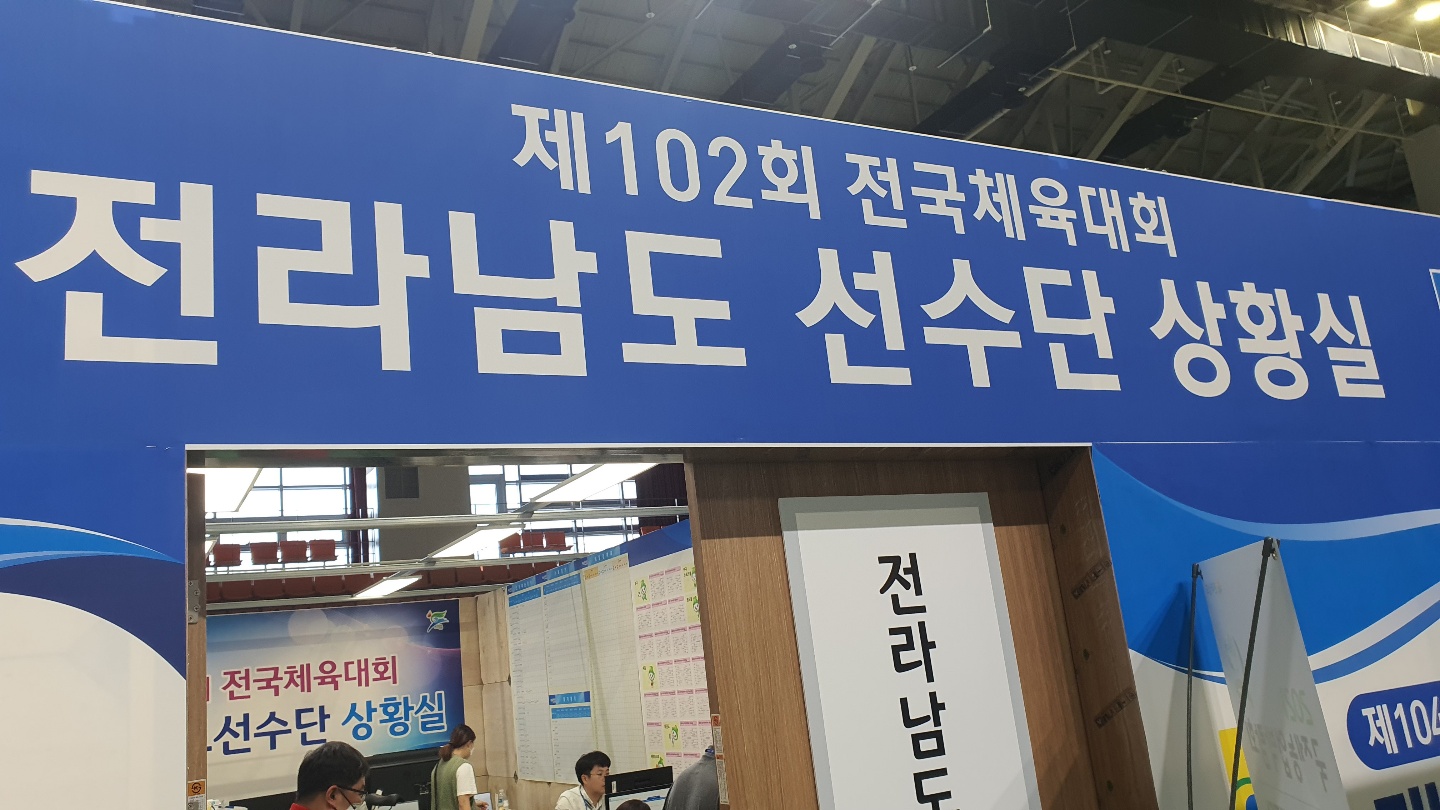 제102회 전국체육대회
전라남도 선수단 상황실
전국체육대회
선수단 상황실
전라남도
제104